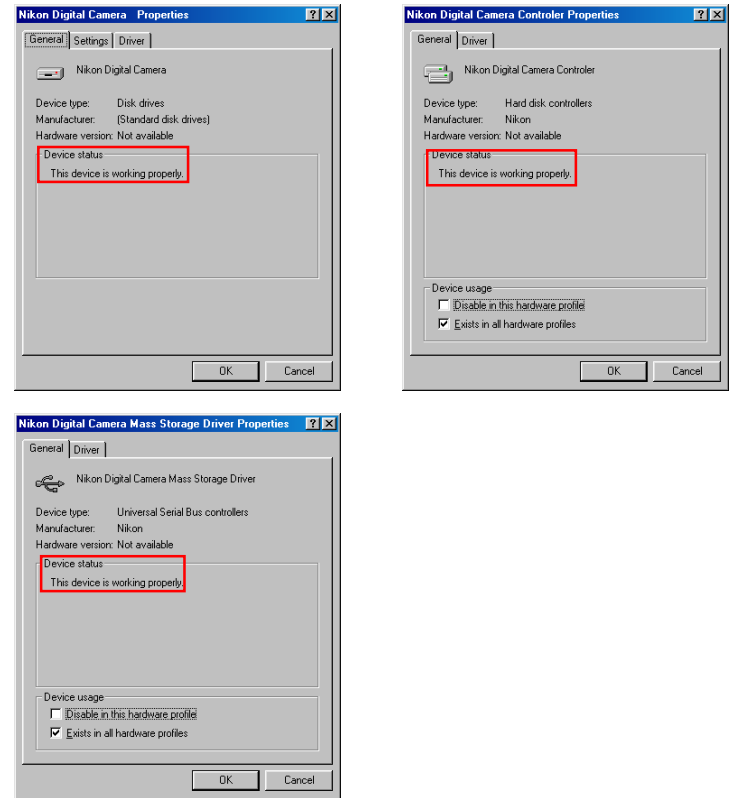 Nikon Digital Camera    Properties
General Settings Driver
Nikon Digital Camera
Device type: Disk drives
Manufacturer: (Standard disk drives)
Hardware version: Not available
Device status
This device is working properly.
OK Cancel
Nikon Digital Camera Controler Properties
General Driver
Nikon Digital Camera Controler
Device type: Hard disk controllers
Manufacturer: Nikon
Hardware version: Not available
Device status
This device is working properly.
Device usage
Disable in this hardware profile
Exists in all hardware profiles
OK Cancel
Nikon Digital Camera Mass Storage Driver Properties
General Driver
Nikon Digital Camera Mass Storage Driver
Device type: Universal Serial Bus controllers
Manufacturer: Nikon
Hardware version: Not available
Device status
This device is working properly.
Device usage
Disable in this hardware profile
Exists in all hardware profiles
OK Cancel